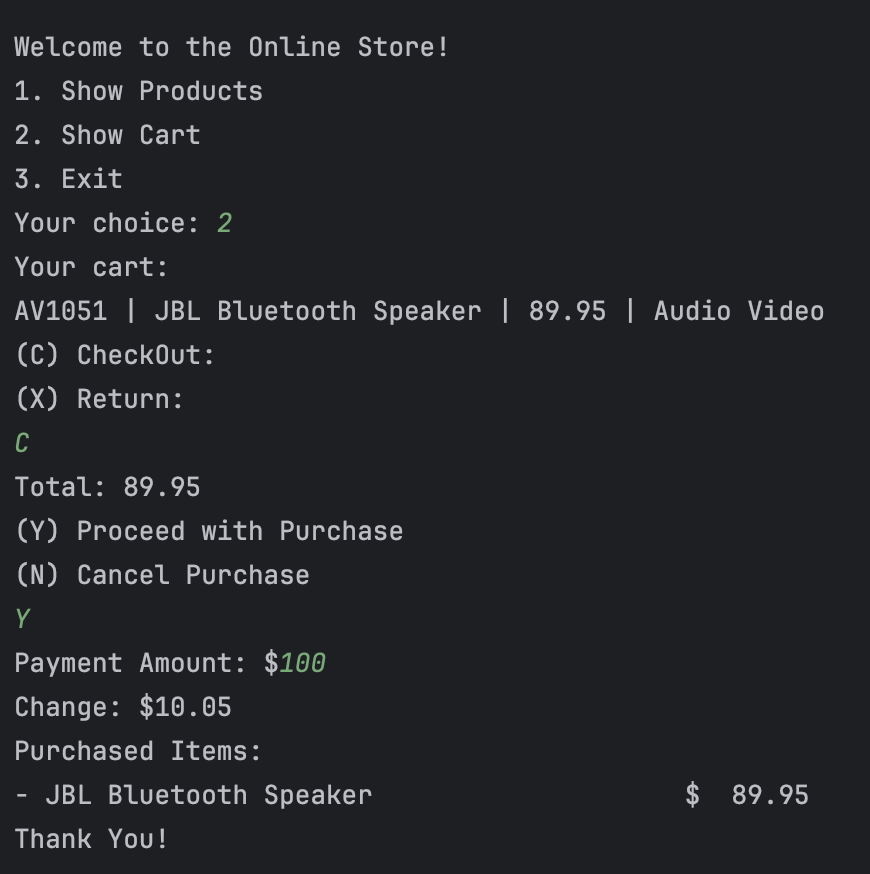 Welcome to the Online Store!
1. Show Products
2. Show Cart
3. Exit
Your choice: 2
Your cart:
AV1051 | JBL Bluetooth Speaker | 89.95 | Audio Video
(C) CheckOut:
(X) Return:
C
Total: 89.95
(Y) Proceed with Purchase
(N) Cancel Purchase
Y
Payment Amount: $100
Change: $10.05
Purchased Items:
- JBL Bluetooth Speaker                    $  89.95
Thank You!